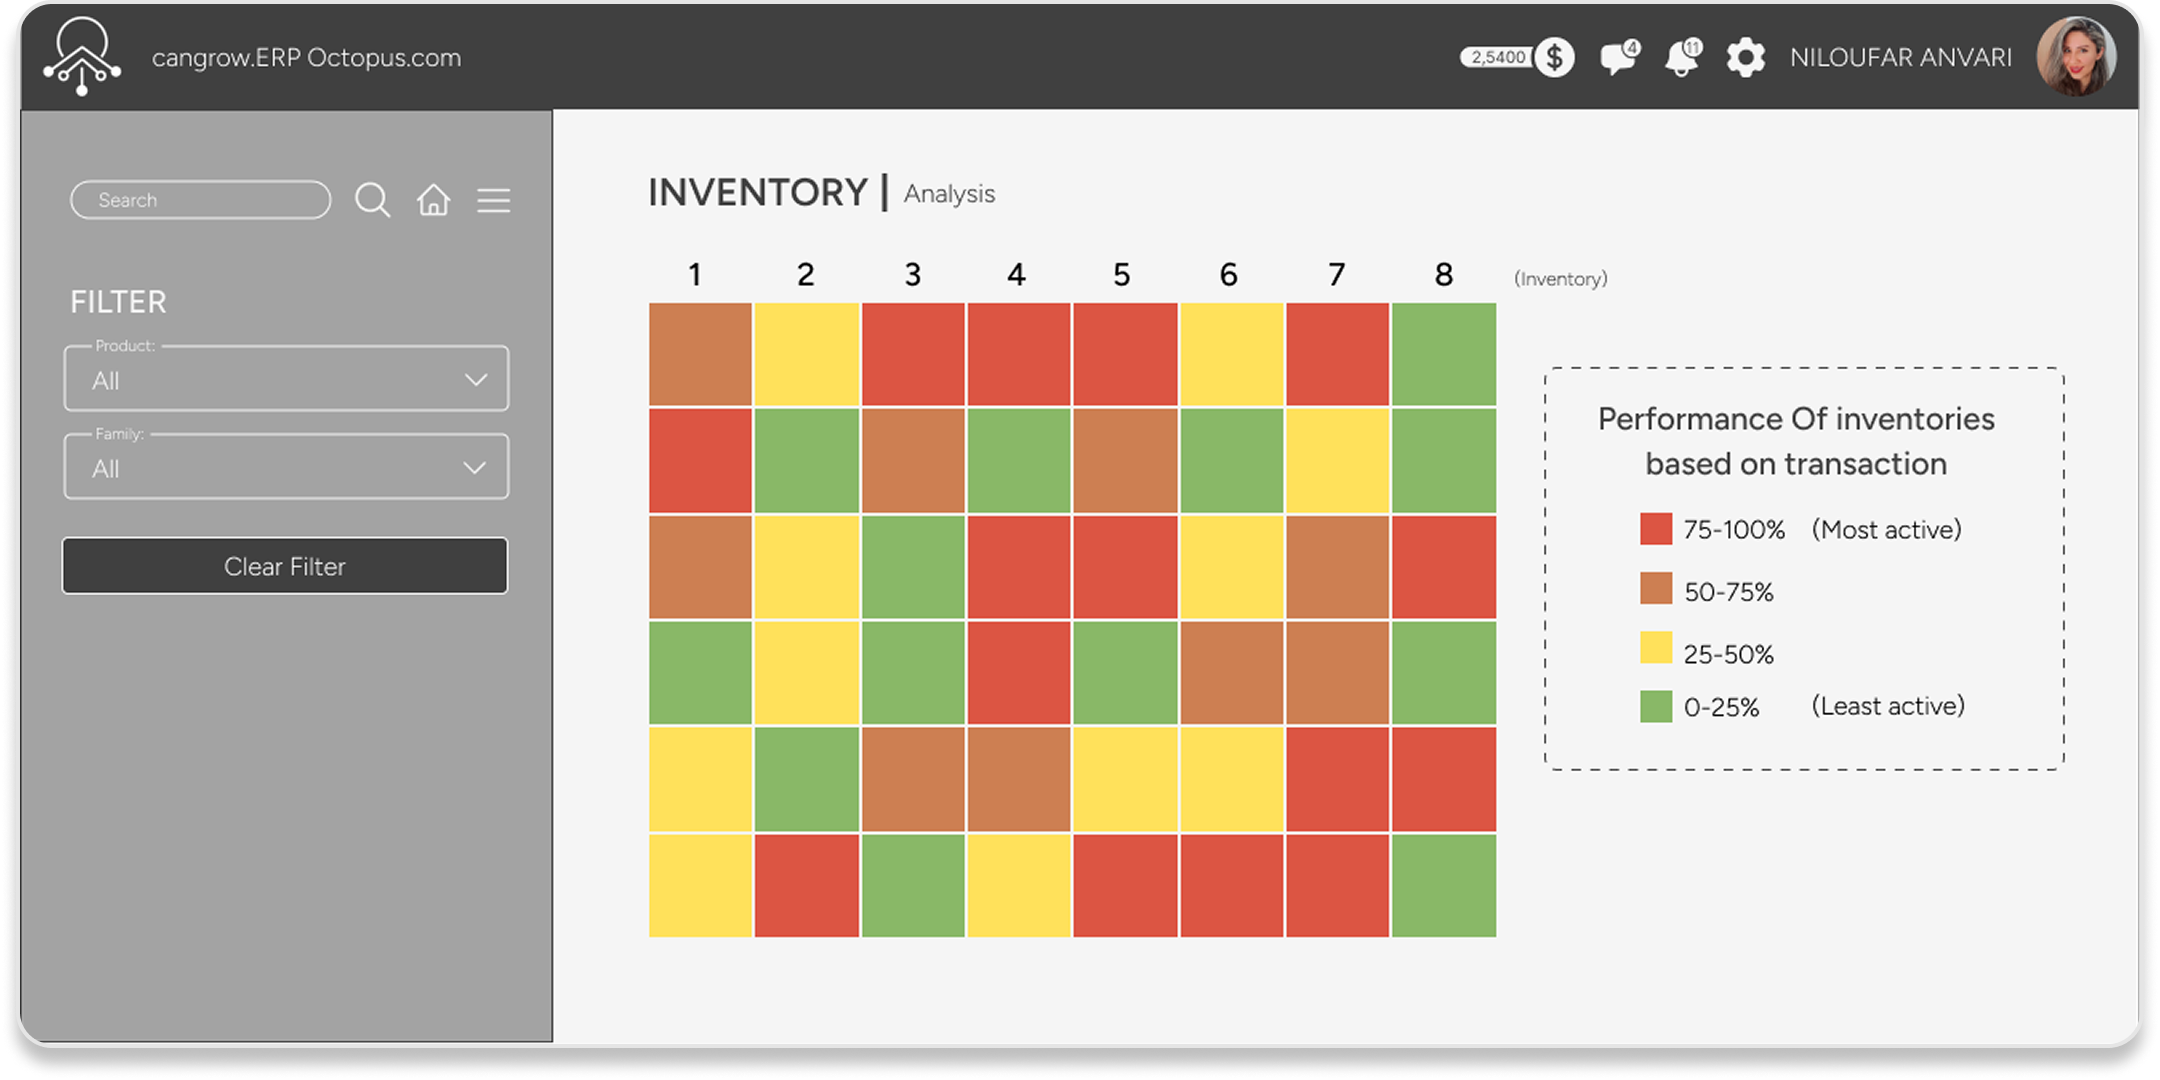 cangrow.ERP Octopus.com
2,5400
$
4
11
NILOUFAR ANVARI
Search
FILTER
Product:
All
Family:
All
Clear Filter
INVENTORY | Analysis
1 2 3 4 5 6 7 8 (Inventory)
Performance Of inventories
based on transaction
75-100% (Most active)
50-75%
25-50%
0-25% (Least active)